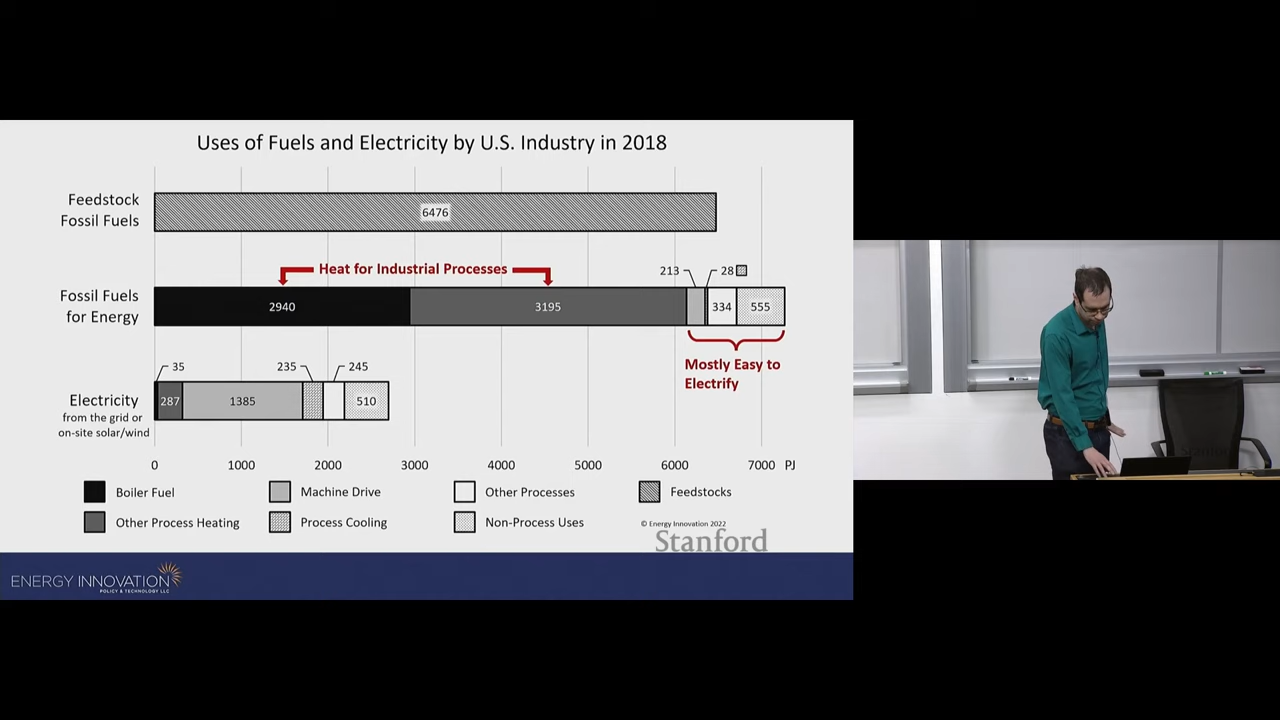 Uses of Fuels and Electricity by U.S. Industry in 2018
Feedstock
Fossil Fuels
6476
Heat for Industrial Processes
213
28
Fossil Fuels
for Energy
2940
3195
334
555
Mostly Easy to
Electrify
35
235
245
Electricity
from the grid or
on-site solar/wind
287
1385
510
0
1000
2000
3000
4000
5000
6000
7000 PJ
Boiler Fuel
Machine Drive
Other Processes
Feedstocks
Other Process Heating
Process Cooling
Non-Process Uses
© Energy Innovation 2022
Stanford
ENERGY INNOVATION
POLICY & TECHNOLOGY LLC
Stanford